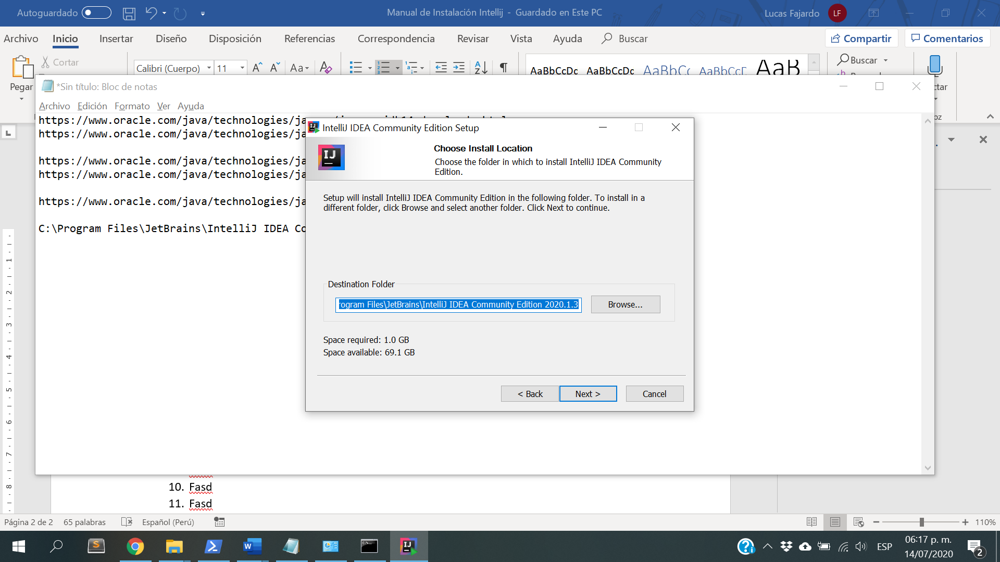 Autoguardado
Manual de Instalación Intellij - Guardado en Este PC
Lucas Fajardo
LF
Archivo Inicio Insertar Diseño Disposición Referencias Correspondencia Revisar Vista Ayuda Buscar
Compartir
Comentarios
Cortar
Pegar
Calibri (Cuerpo) 11
Aa
AaBbCcDc AaBbCcDc AaBbCc AaBbCcD AaB
Buscar
*Sin título: Bloc de notas
Archivo Edición Formato Ver Ayuda
https://www.oracle.com/java/technologies/ja
https://www.oracle.com/java/technologies/ja
https://www.oracle.com/java/technologies/ja
https://www.oracle.com/java/technologies/ja
https://www.oracle.com/java/technologies/ja
C:\Program Files\JetBrains\IntelliJ IDEA Co
IntelliJ IDEA Community Edition Setup
IJ
Choose Install Location
Choose the folder in which to install IntelliJ IDEA Community
Edition.
Setup will install IntelliJ IDEA Community Edition in the following folder. To install in a
different folder, click Browse and select another folder. Click Next to continue.
Destination Folder
rogram Files\JetBrains\IntelliJ IDEA Community Edition 2020.1.3
Browse...
Space required: 1.0 GB
Space available: 69.1 GB
< Back
Next >
Cancel
10. Fasd
11. Fasd
1
2
3
4
5
6
7
8
Página 2 de 2 65 palabras Español (Perú)
110%
ESP
06:17 p. m.
14/07/2020
2